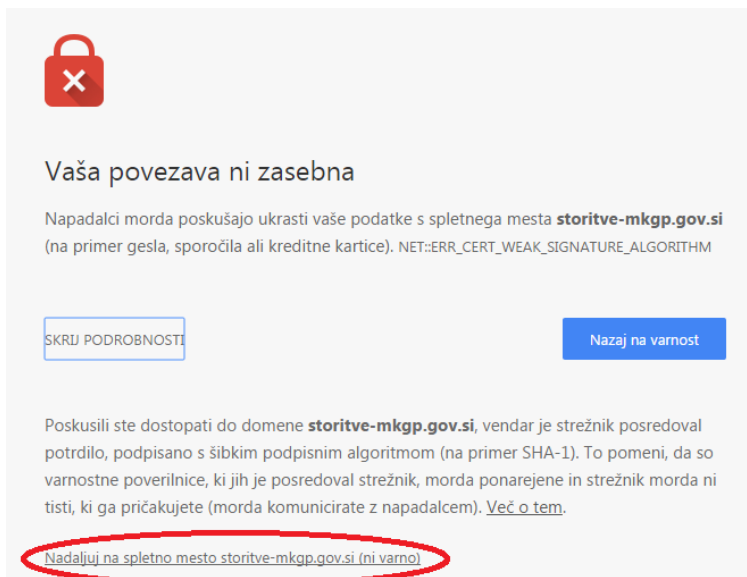 Vaša povezava ni zasebna
Napadalci morda poskušajo ukrasti vaše podatke s spletnega mesta storitve-mkgp.gov.si
(na primer gesla, sporočila ali kreditne kartice). NET::ERR_CERT_WEAK_SIGNATURE_ALGORITHM
SKRIJ PODROBNOSTI
Nazaj na varnost
Poskusili ste dostopati do domene storitve-mkgp.gov.si, vendar je strežnik posredoval
potrdilo, podpisano s šibkim podpisnim algoritmom (na primer SHA-1). To pomeni, da so
varnostne poverilnice, ki jih je posredoval strežnik, morda ponarejene in strežnik morda ni
tisti, ki ga pričakujete (morda komunicirate z napadalcem). Več o tem.
Nadaljuj na spletno mesto storitve-mkgp.gov.si (ni varno)